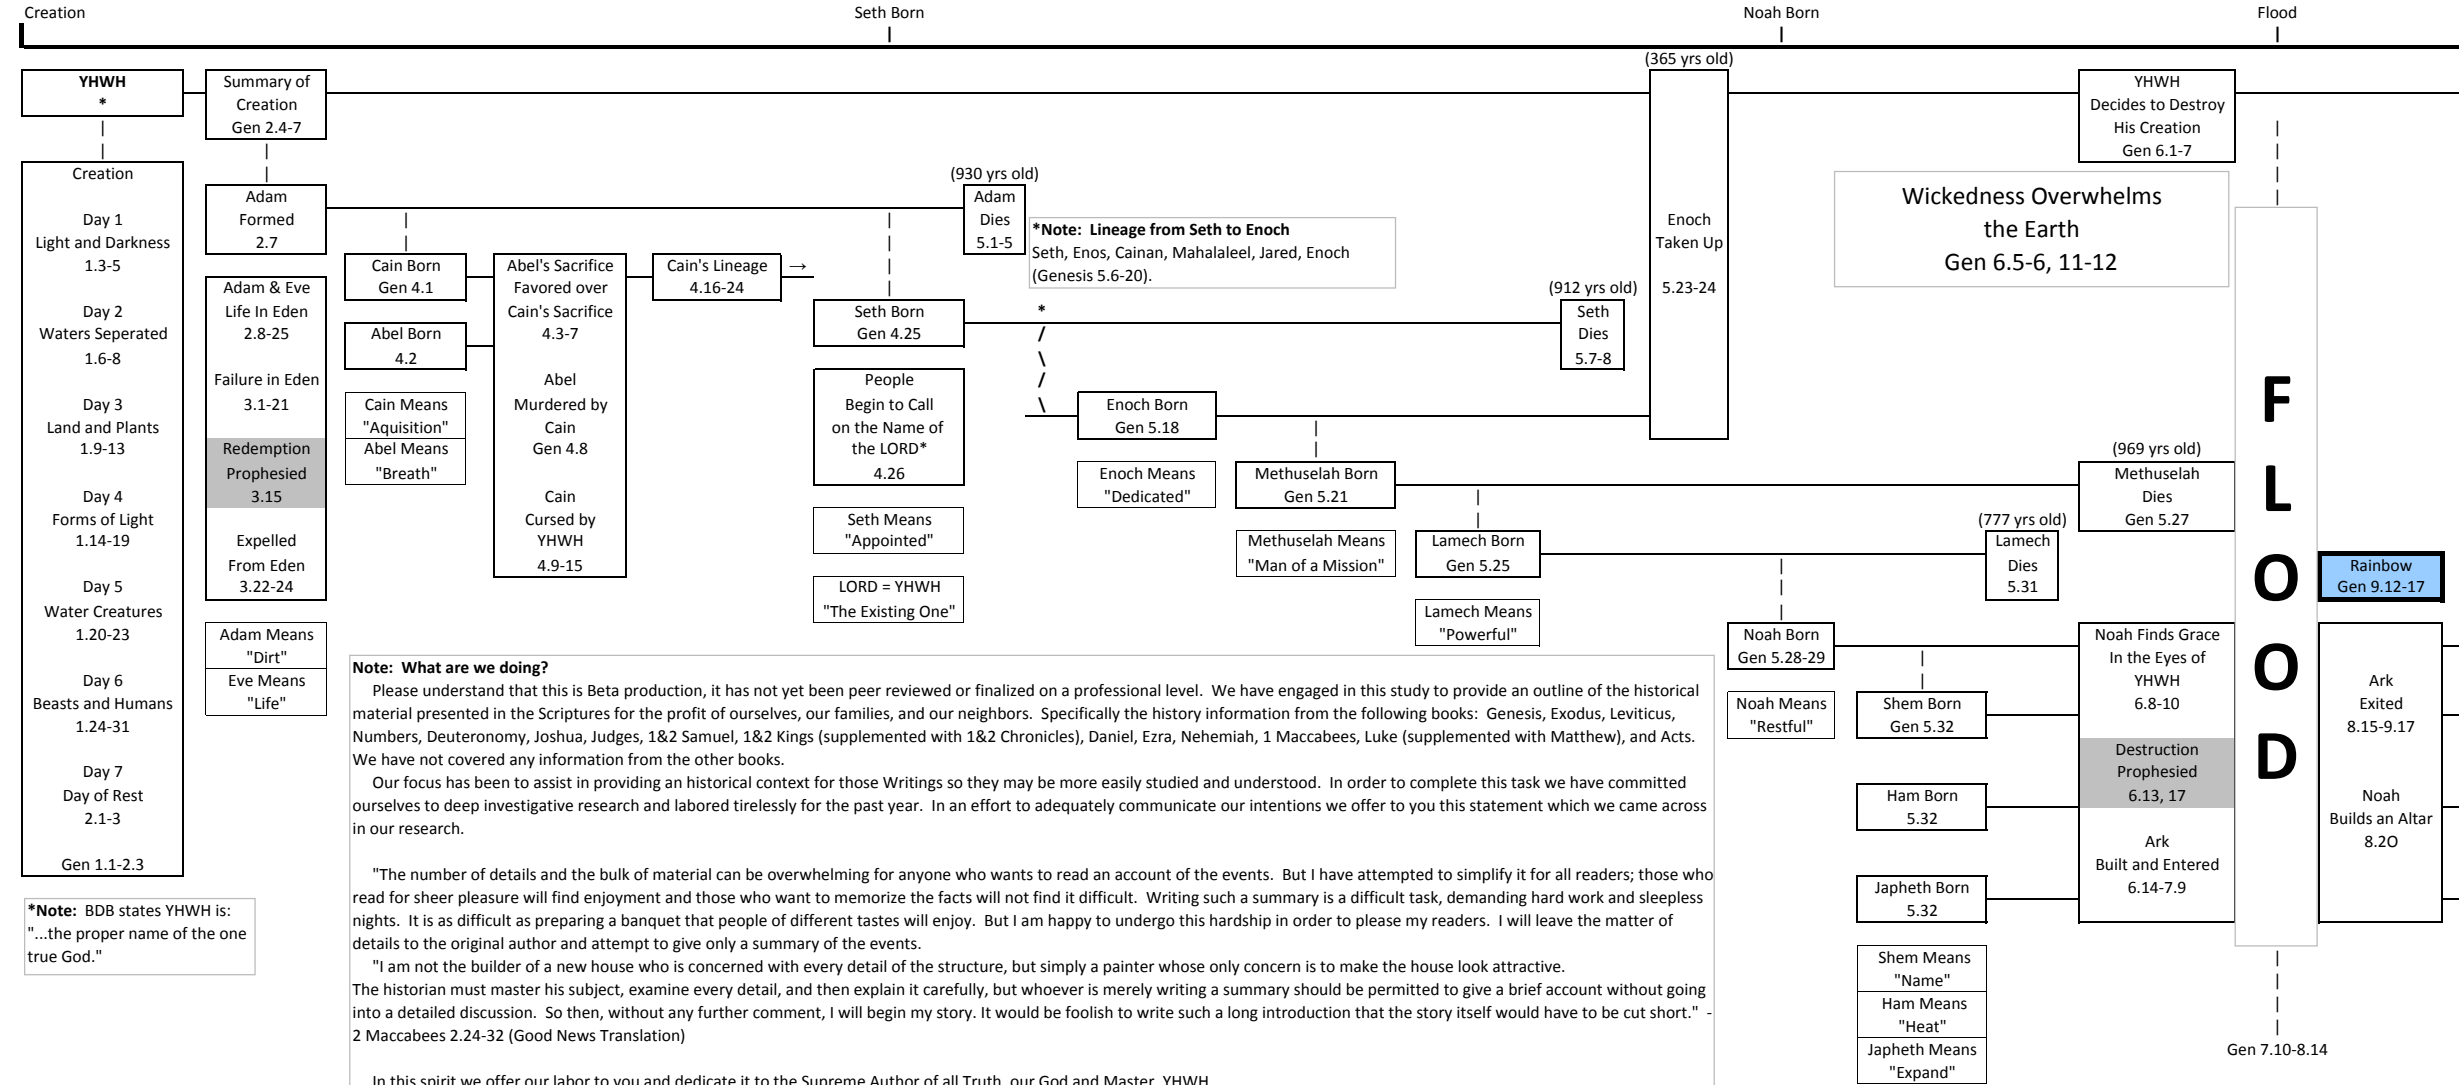 Creation
Seth Born
Noah Born
Flood
YHWH
*
Creation
Day 1
Light and Darkness
1.3-5
Day 2
Waters Seperated
1.6-8
Day 3
Land and Plants
1.9-13
Day 4
Forms of Light
1.14-19
Day 5
Water Creatures
1.20-23
Day 6
Beasts and Humans
1.24-31
Day 7
Day of Rest
2.1-3
Gen 1.1-2.3
*Note:  BDB states YHWH is:
"...the proper name of the one
true God."
Summary of
Creation
Gen 2.4-7
Adam
Formed
2.7
Adam & Eve
Life In Eden
2.8-25
Failure in Eden
3.1-21
Redemption
Prophesied
3.15
Expelled
From Eden
3.22-24
Adam Means
"Dirt"
Eve Means
"Life"
Cain Born
Gen 4.1
Abel Born
4.2
Cain Means
"Aquisition"
Abel Means
"Breath"
Abel's Sacrifice
Favored over
Cain's Sacrifice
4.3-7
Abel
Murdered by
Cain
Gen 4.8
Cain
Cursed by
YHWH
4.9-15
Cain's Lineage →
4.16-24
Seth Born
Gen 4.25
People
Begin to Call
on the Name of
the LORD*
4.26
Seth Means
"Appointed"
LORD = YHWH
"The Existing One"
(930 yrs old)
Adam
Dies
5.1-5
*Note:  Lineage from Seth to Enoch
Seth, Enos, Cainan, Mahalaleel, Jared, Enoch
(Genesis 5.6-20).
*
Enoch Born
Gen 5.18
Enoch Means
"Dedicated"
Methuselah Born
Gen 5.21
Methuselah Means
"Man of a Mission"
Lamech Born
Gen 5.25
Lamech Means
"Powerful"
(912 yrs old)
Seth
Dies
5.7-8
(365 yrs old)
Enoch
Taken Up
5.23-24
Noah Born
Gen 5.28-29
Noah Means
"Restful"
Wickedness Overwhelms
the Earth
Gen 6.5-6, 11-12
(777 yrs old)
Lamech
Dies
5.31
Shem Born
Gen 5.32
Ham Born
5.32
Japheth Born
5.32
Shem Means
"Name"
Ham Means
"Heat"
Japheth Means
"Expand"
YHWH
Decides to Destroy
His Creation
Gen 6.1-7
(969 yrs old)
Methuselah
Dies
Gen 5.27
Noah Finds Grace
In the Eyes of
YHWH
6.8-10
Destruction
Prophesied
6.13, 17
Ark
Built and Entered
6.14-7.9
F
L
O
O
D
Gen 7.10-8.14
Rainbow
Gen 9.12-17
Ark
Exited
8.15-9.17
Noah
Builds an Altar
8.2O
Note:  What are we doing?
Please understand that this is Beta production, it has not yet been peer reviewed or finalized on a professional level.  We have engaged in this study to provide an outline of the historical
material presented in the Scriptures for the profit of ourselves, our families, and our neighbors.  Specifically the history information from the following books:  Genesis, Exodus, Leviticus,
Numbers, Deuteronomy, Joshua, Judges, 1&2 Samuel, 1&2 Kings (supplemented with 1&2 Chronicles), Daniel, Ezra, Nehemiah, 1 Maccabees, Luke (supplemented with Matthew), and Acts.
We have not covered any information from the other books.
Our focus has been to assist in providing an historical context for those Writings so they may be more easily studied and understood.  In order to complete this task we have committed
ourselves to deep investigative research and labored tirelessly for the past year.  In an effort to adequately communicate our intentions we offer to you this statement which we came across
in our research.
"The number of details and the bulk of material can be overwhelming for anyone who wants to read an account of the events.  But I have attempted to simplify it for all readers; those who
read for sheer pleasure will find enjoyment and those who want to memorize the facts will not find it difficult.  Writing such a summary is a difficult task, demanding hard work and sleepless
nights.  It is as difficult as preparing a banquet that people of different tastes will enjoy.  But I am happy to undergo this hardship in order to please my readers.  I will leave the matter of
details to the original author and attempt to give only a summary of the events.
"I am not the builder of a new house who is concerned with every detail of the structure, but simply a painter whose only concern is to make the house look attractive.
The historian must master his subject, examine every detail, and then explain it carefully, but whoever is merely writing a summary should be permitted to give a brief account without going
into a detailed discussion.  So then, without any further comment, I will begin my story. It would be foolish to write such a long introduction that the story itself would have to be cut short."  -
2 Maccabees 2.24-32 (Good News Translation)
In this spirit we offer our labor to you and dedicate it to the Supreme Author of all Truth, our God and Master, YHWH.